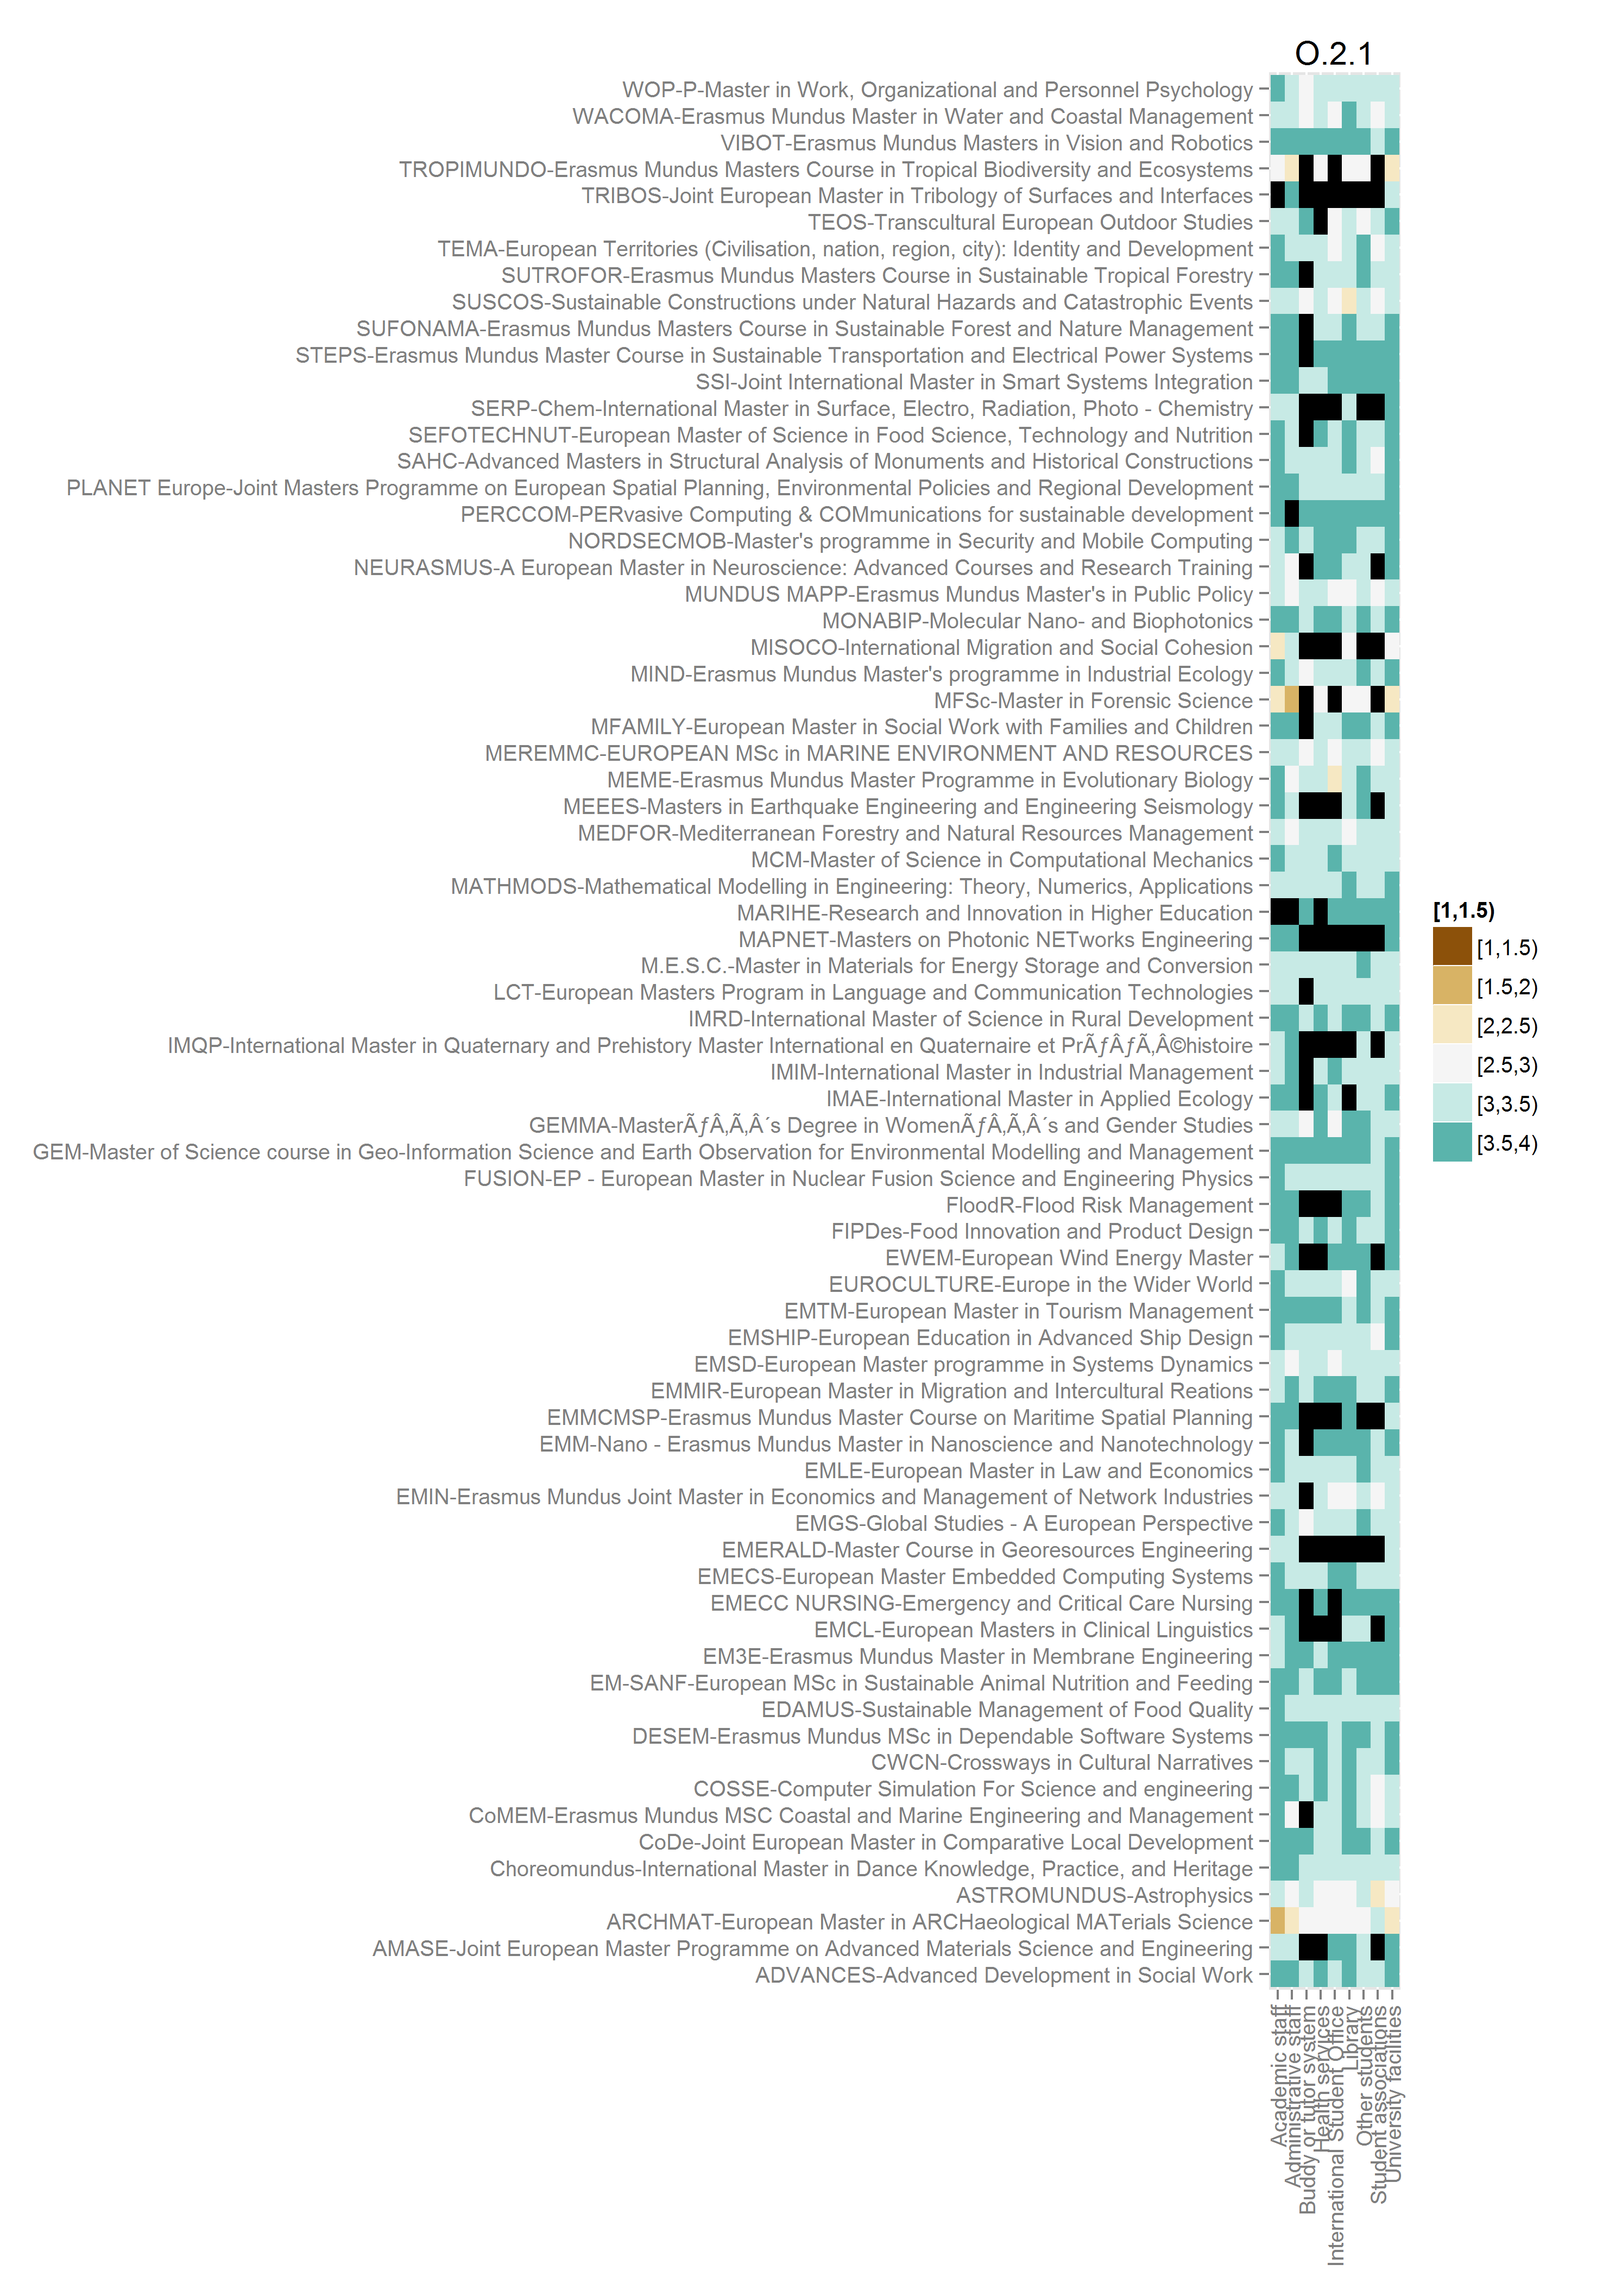 O.2.1
WOP-P-Master in Work, Organizational and Personnel Psychology
WACOMA-Erasmus Mundus Master in Water and Coastal Management
VIBOT-Erasmus Mundus Masters in Vision and Robotics
TROPIMUNDO-Erasmus Mundus Masters Course in Tropical Biodiversity and Ecosystems
TRIBOS-Joint European Master in Tribology of Surfaces and Interfaces
TEOS-Transcultural European Outdoor Studies
TEMA-European Territories (Civilisation, nation, region, city): Identity and Development
SUTROFOR-Erasmus Mundus Masters Course in Sustainable Tropical Forestry
SUSCOS-Sustainable Constructions under Natural Hazards and Catastrophic Events
SUFONAMA-Erasmus Mundus Masters Course in Sustainable Forest and Nature Management
STEPS-Erasmus Mundus Master Course in Sustainable Transportation and Electrical Power Systems
SSI-Joint International Master in Smart Systems Integration
SERP-Chem-International Master in Surface, Electro, Radiation, Photo - Chemistry
SEFOTECHNUT-European Master of Science in Food Science, Technology and Nutrition
SAHC-Advanced Masters in Structural Analysis of Monuments and Historical Constructions
PLANET Europe-Joint Masters Programme on European Spatial Planning, Environmental Policies and Regional Development
PERCCOM-PERvasive Computing & COMmunications for sustainable development
NORDSECMOB-Master's programme in Security and Mobile Computing
NEURASMUS-A European Master in Neuroscience: Advanced Courses and Research Training
MUNDUS MAPP-Erasmus Mundus Master's in Public Policy
MONABIP-Molecular Nano- and Biophotonics
MISOCO-International Migration and Social Cohesion
MIND-Erasmus Mundus Master's programme in Industrial Ecology
MFSc-Master in Forensic Science
MFAMILY-European Master in Social Work with Families and Children
MEREMMC-EUROPEAN MSc in MARINE ENVIRONMENT AND RESOURCES
MEME-Erasmus Mundus Master Programme in Evolutionary Biology
MEEES-Masters in Earthquake Engineering and Engineering Seismology
MEDFOR-Mediterranean Forestry and Natural Resources Management
MCM-Master of Science in Computational Mechanics
MATHMODS-Mathematical Modelling in Engineering: Theory, Numerics, Applications
MARIHE-Research and Innovation in Higher Education
MAPNET-Masters on Photonic NETworks Engineering
M.E.S.C.-Master in Materials for Energy Storage and Conversion
LCT-European Masters Program in Language and Communication Technologies
IMRD-International Master of Science in Rural Development
IMQP-International Master in Quaternary and Prehistory Master International en Quaternaire et PrÃƒÂƒÃ‚Â©histoire
IMIM-International Master in Industrial Management
IMAE-International Master in Applied Ecology
GEMMA-MasterÃƒÂ‚Ã‚Â´s Degree in WomenÃƒÂ‚Ã‚Â´s and Gender Studies
GEM-Master of Science course in Geo-Information Science and Earth Observation for Environmental Modelling and Management
FUSION-EP - European Master in Nuclear Fusion Science and Engineering Physics
FloodR-Flood Risk Management
FIPDes-Food Innovation and Product Design
EWEM-European Wind Energy Master
EUROCULTURE-Europe in the Wider World
EMTM-European Master in Tourism Management
EMSHIP-European Education in Advanced Ship Design
EMSD-European Master programme in Systems Dynamics
EMMIR-European Master in Migration and Intercultural Reations
EMMCMSP-Erasmus Mundus Master Course on Maritime Spatial Planning
EMM-Nano - Erasmus Mundus Master in Nanoscience and Nanotechnology
EMLE-European Master in Law and Economics
EMIN-Erasmus Mundus Joint Master in Economics and Management of Network Industries
EMGS-Global Studies - A European Perspective
EMERALD-Master Course in Georesources Engineering
EMECS-European Master Embedded Computing Systems
EMECC NURSING-Emergency and Critical Care Nursing
EMCL-European Masters in Clinical Linguistics
EM3E-Erasmus Mundus Master in Membrane Engineering
EM-SANF-European MSc in Sustainable Animal Nutrition and Feeding
EDAMUS-Sustainable Management of Food Quality
DESEM-Erasmus Mundus MSc in Dependable Software Systems
CWCN-Crossways in Cultural Narratives
COSSE-Computer Simulation For Science and engineering
CoMEM-Erasmus Mundus MSC Coastal and Marine Engineering and Management
CoDe-Joint European Master in Comparative Local Development
Choreomundus-International Master in Dance Knowledge, Practice, and Heritage
ASTROMUNDUS-Astrophysics
ARCHMAT-European Master in ARCHaeological MATerials Science
AMASE-Joint European Master Programme on Advanced Materials Science and Engineering
ADVANCES-Advanced Development in Social Work
Academic staff
Administrative staff
Buddy or tutor system
Health services
International Student Office
Library
Other students
Student associations
University facilities
[1,1.5)
[1,1.5)
[1.5,2)
[2,2.5)
[2.5,3)
[3,3.5)
[3.5,4)